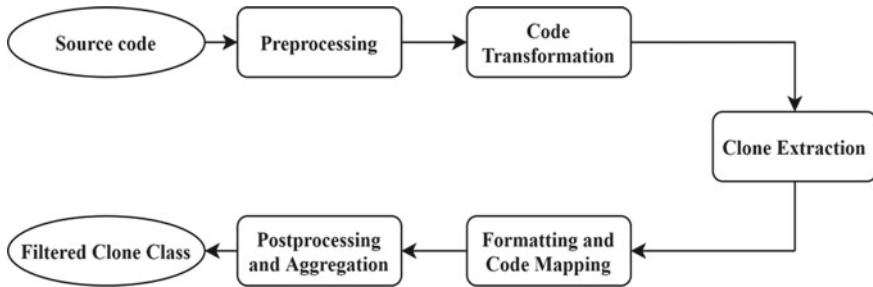 Source code
Preprocessing
Code
Transformation
Clone Extraction
Formatting and
Code Mapping
Postprocessing
and Aggregation
Filtered Clone Class